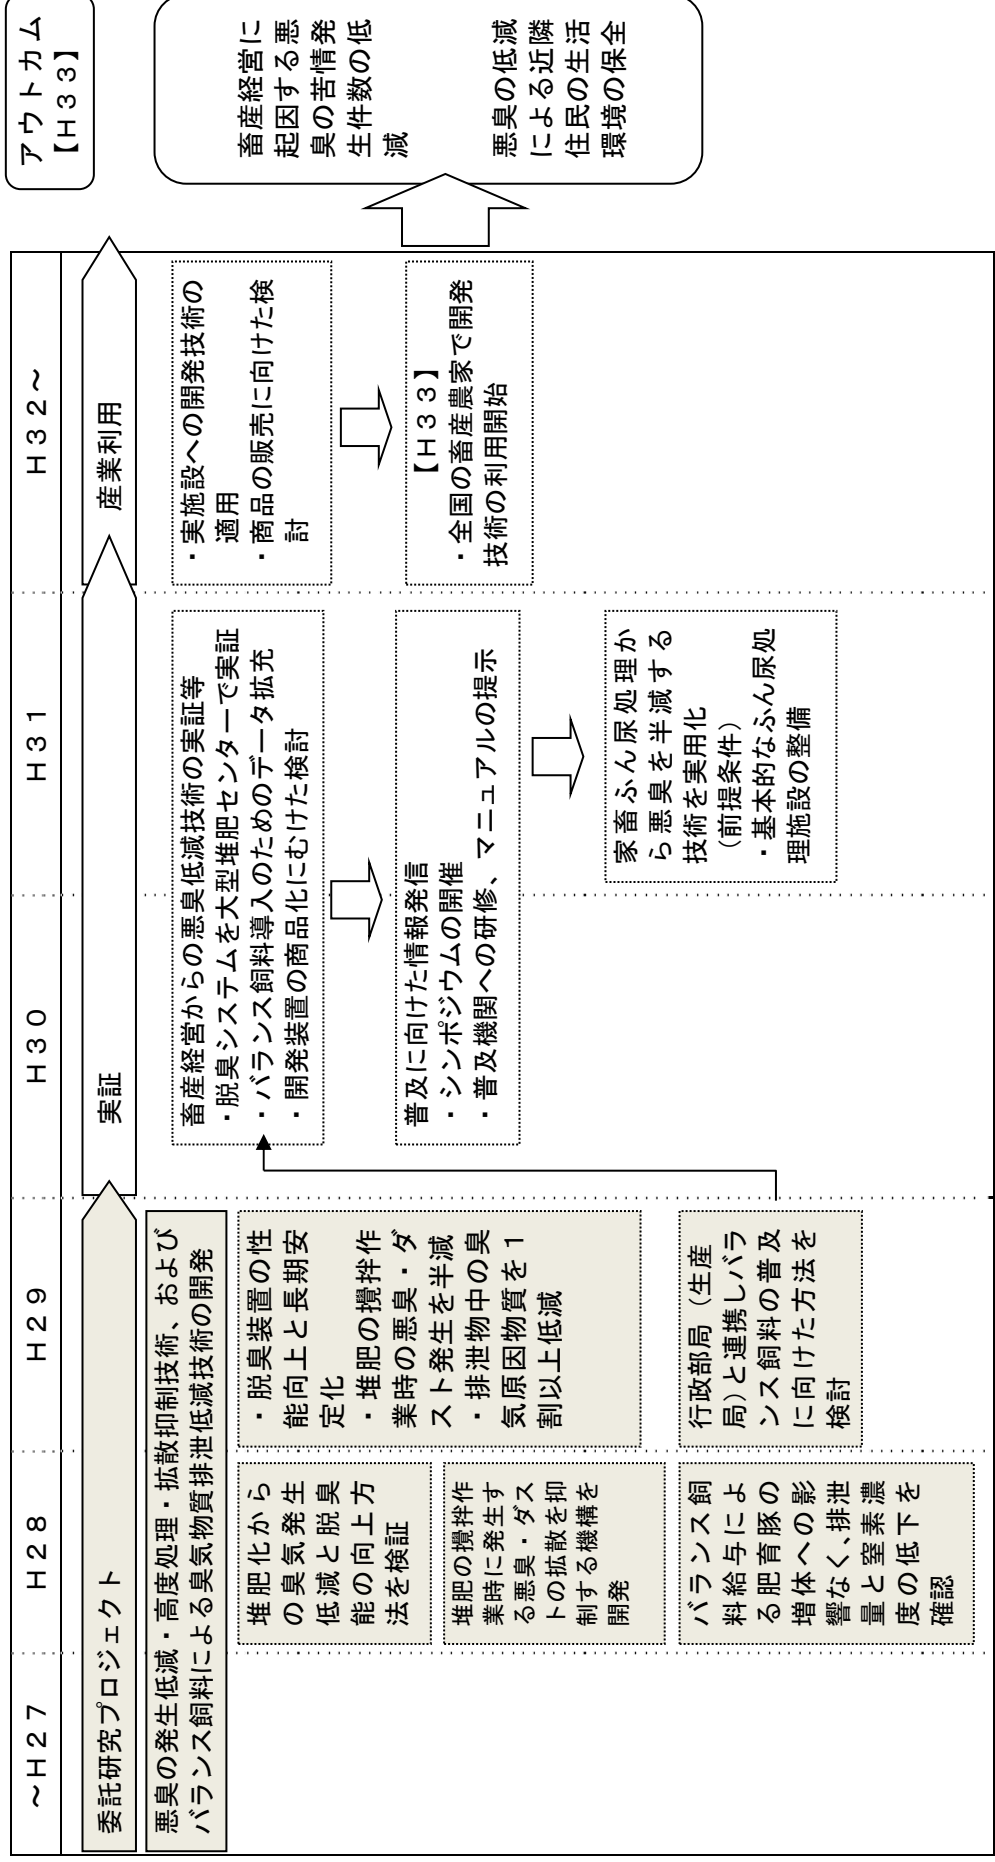 ～Ｈ２７
Ｈ２８
Ｈ２９
Ｈ３０
Ｈ３１
Ｈ３２～
アウトカム
【Ｈ３３】
委託研究プロジェクト
実証
産業利用
悪臭の発生低減・高度処理・拡散抑制技術、および
バランス飼料による臭気物質排泄低減技術の開発
堆肥化から
の臭気発生
低減と脱臭
能の向上方
法を検証
堆肥の攪拌作
業時に発生す
る悪臭・ダス
トの拡散を抑
制する機構を
開発
バランス飼
料給与によ
る肥育豚の
増体への影
響なく、排泄
量と窒素濃
度の低下を
確認
・脱臭装置の性
能向上と長期安
定化
・堆肥の攪拌作
業時の悪臭・ダ
スト発生を半減
・排泄物中の臭
気原因物質を１
割以上低減
行政部局（生産
局）と連携しバラ
ンス飼料の普及
に向けた方法を
検討
畜産経営からの悪臭低減技術の実証等
・脱臭システムを大型堆肥センターで実証
・バランス飼料導入のためのデータ拡充
・開発装置の商品化にむけた検討
普及に向けた情報発信
・シンポジウムの開催
・普及機関への研修、マニュアルの提示
家畜ふん尿処理か
ら悪臭を半減する
技術を実用化
（前提条件）
・基本的なふん尿処
理施設の整備
・実施設への開発技術の
適用
・商品の販売に向けた検
討
【Ｈ３３】
・全国の畜産農家で開発
技術の利用開始
畜産経営に
起因する悪
臭の苦情発
生件数の低
減
悪臭の低減
による近隣
住民の生活
環境の保全